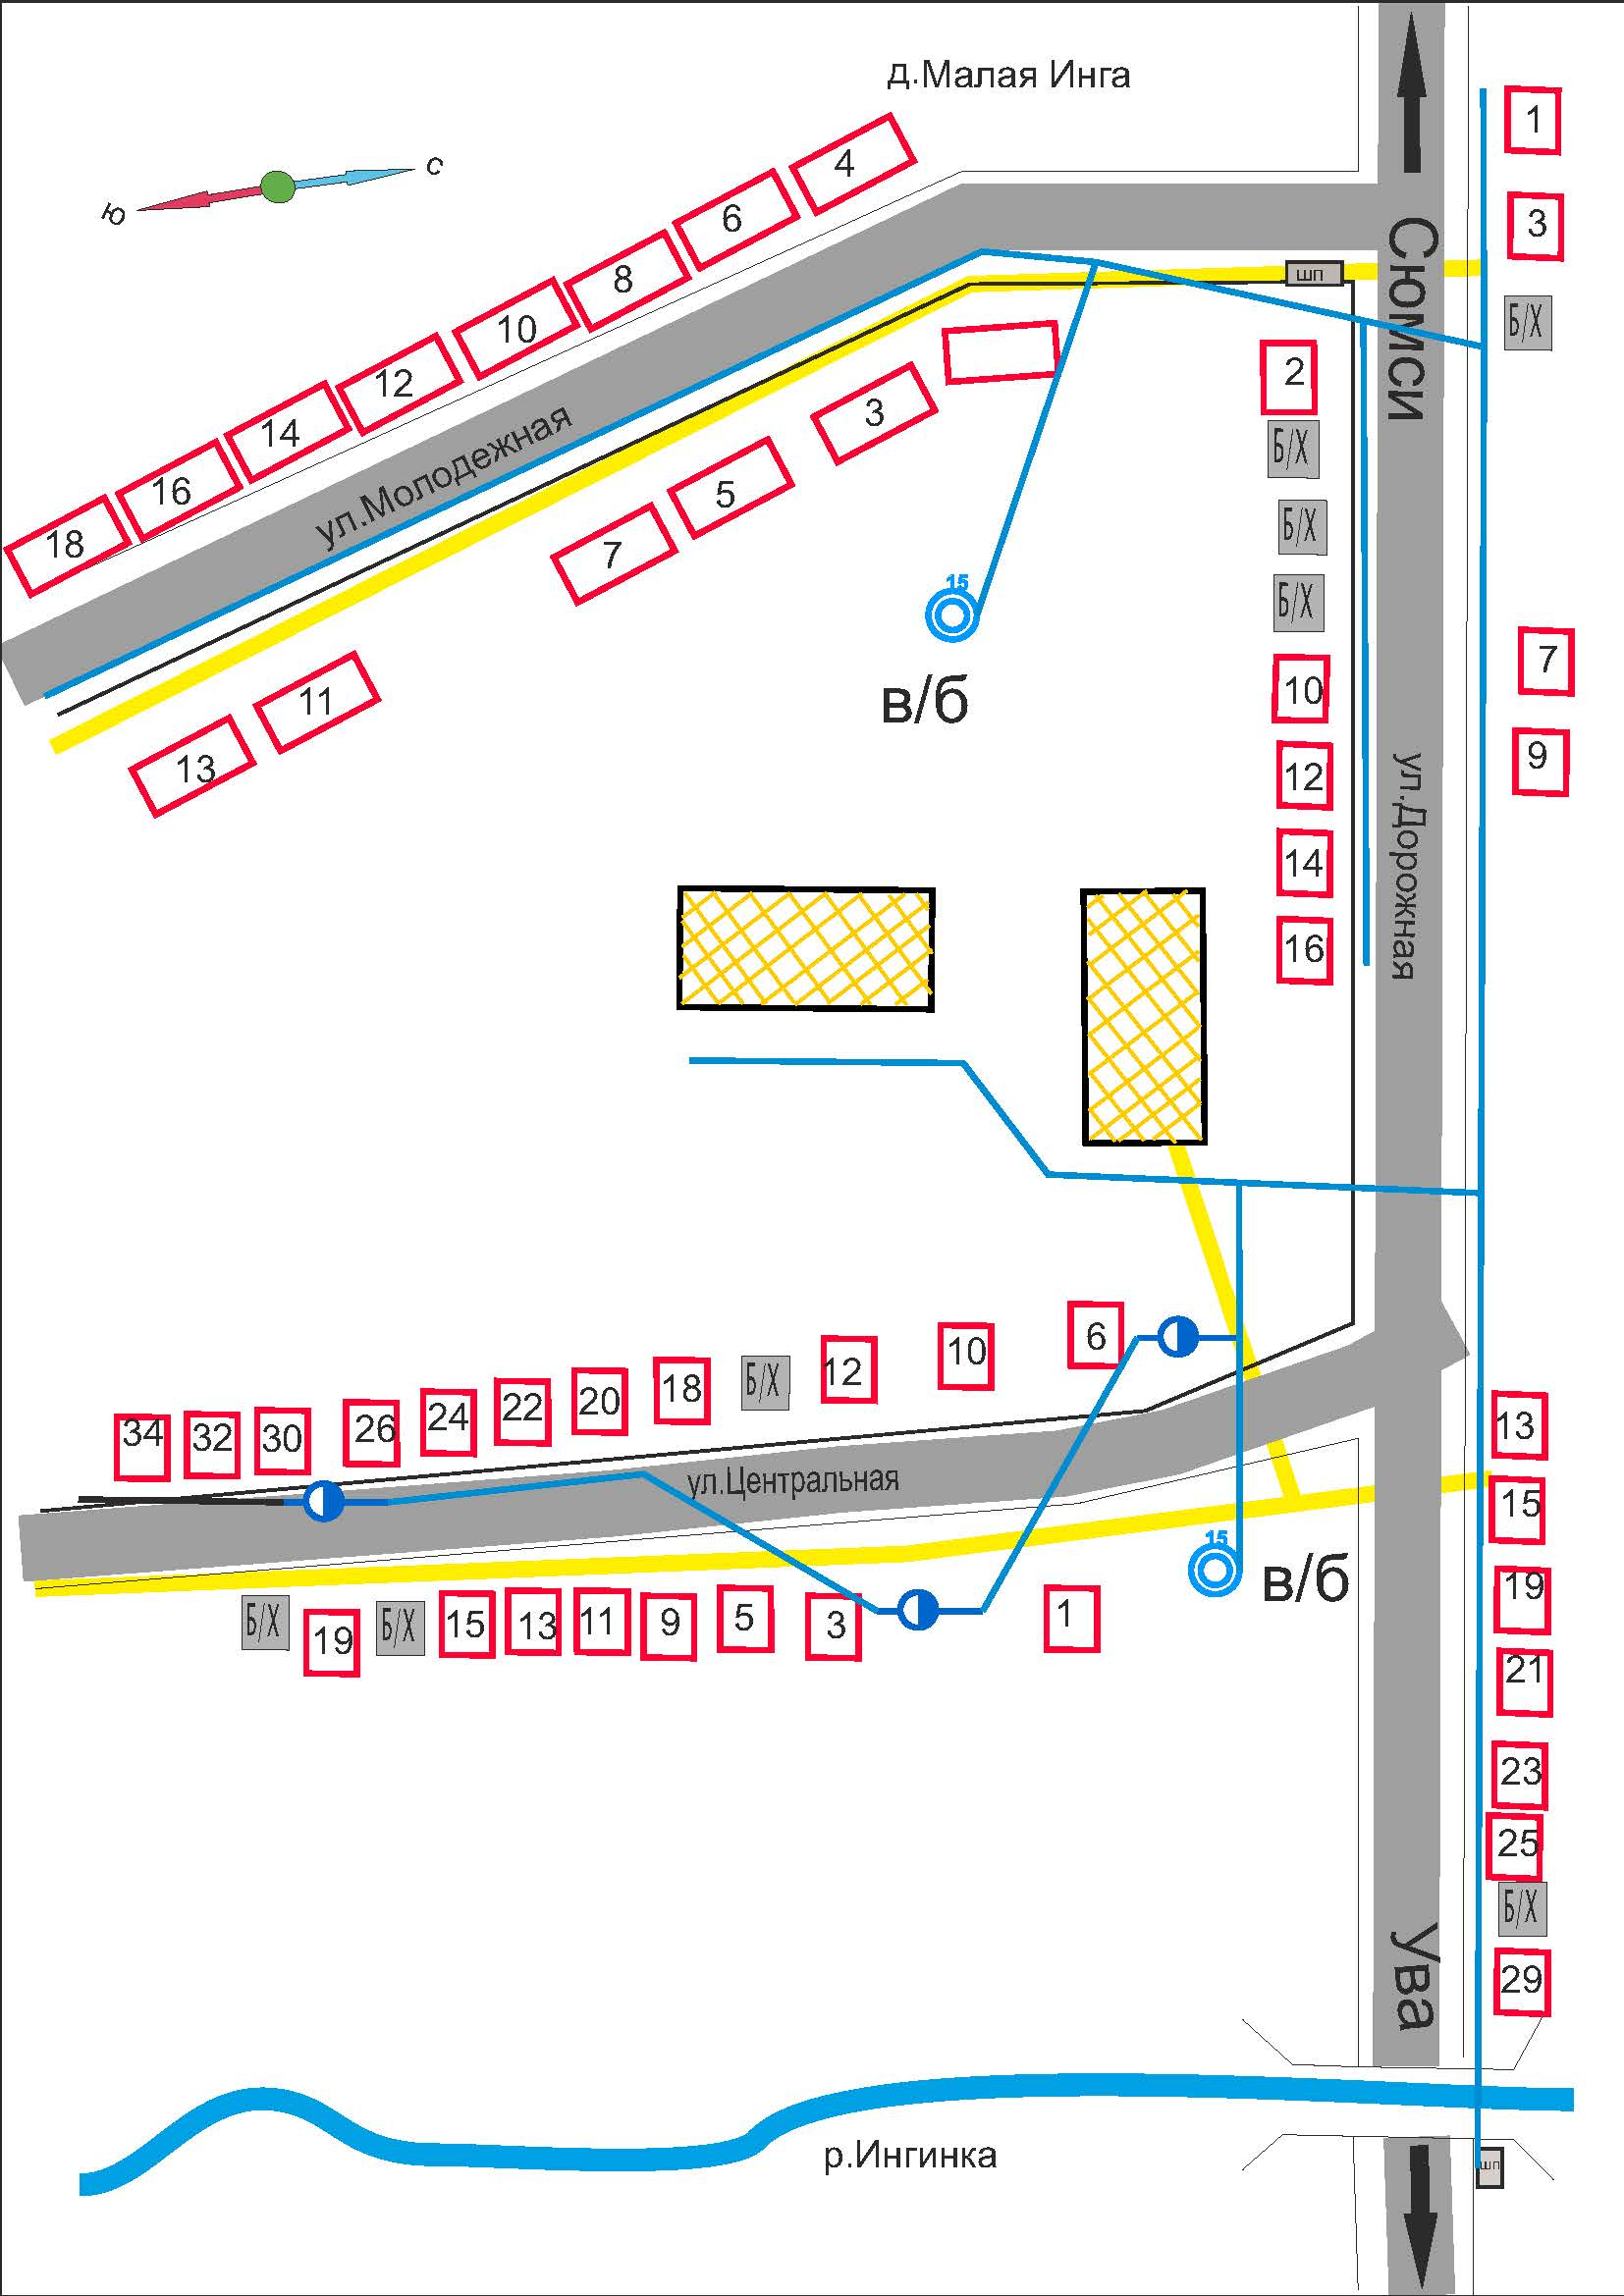 д.Малая Инга
с
ю
4
6
8
10
12
14
16
18
ул.Молодежная
3
5
7
11
13
15
в/б
шп
Сюмси
1
3
Б/Х
2
Б/Х
Б/Х
Б/Х
10
12
14
16
7
9
ул.Дорожная
6
10
12
Б/Х
18
20
22
24
26
30
32
34
ул.Центральная
15
в/б
1
3
5
9
11
13
15
Б/Х
19
Б/Х
13
15
19
21
23
25
Б/Х
29
Ува
р.Ингинка
шп